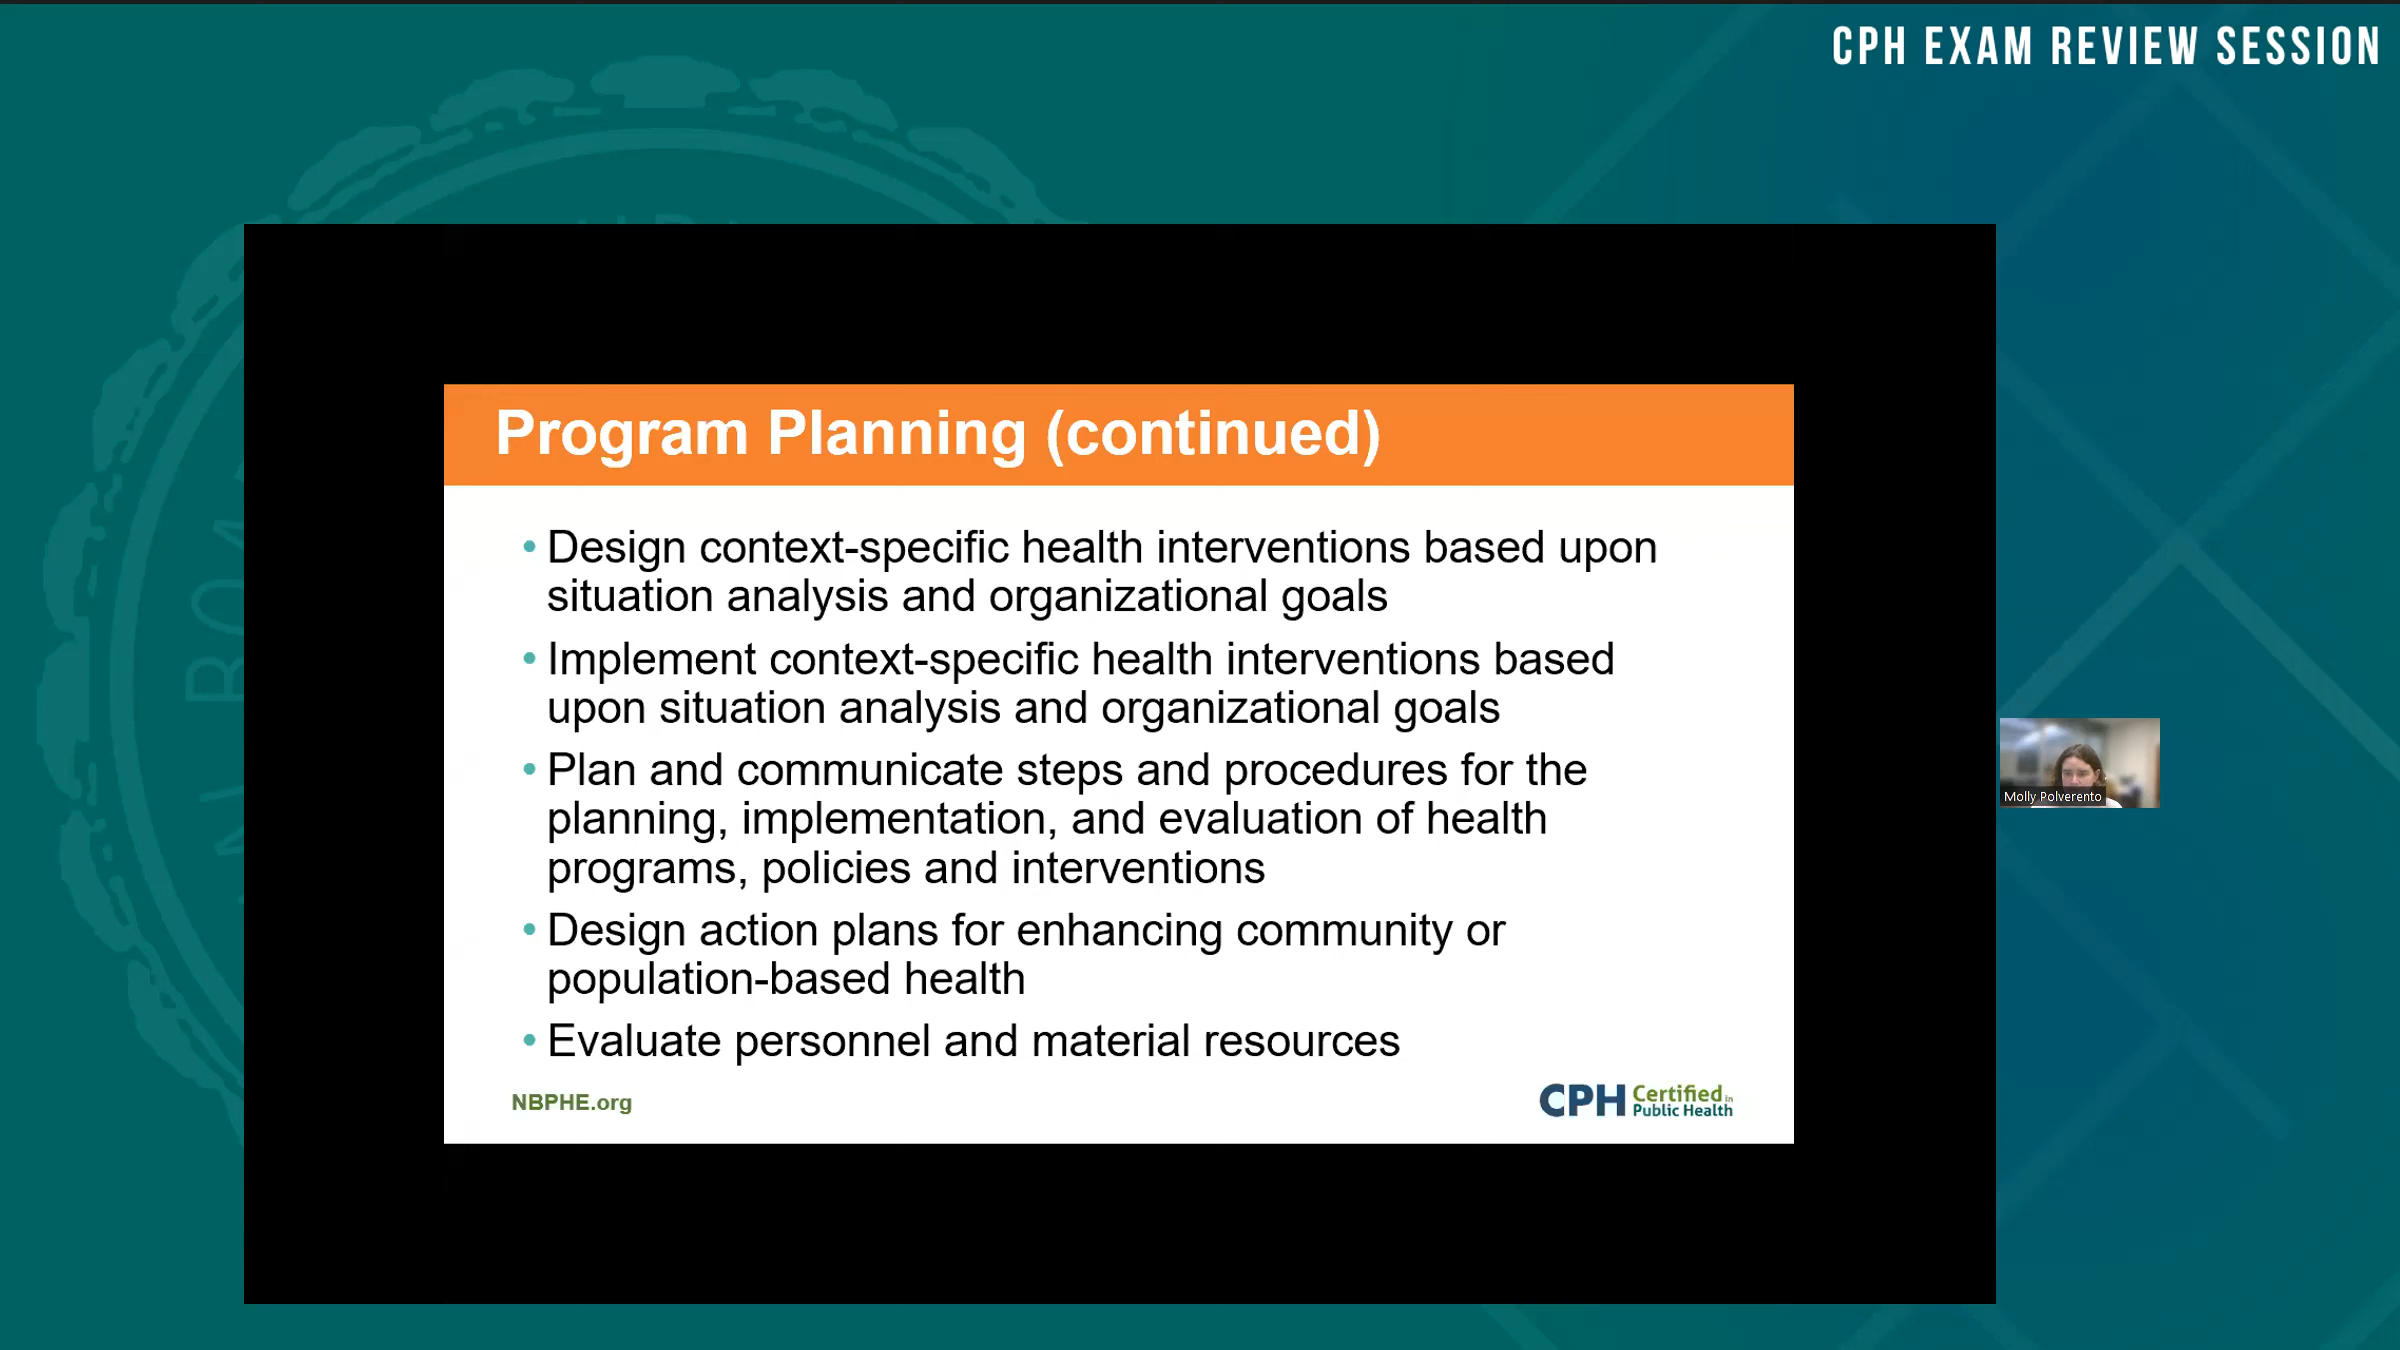 CPH EXAM REVIEW SESSION
Program Planning (continued)
• Design context-specific health interventions based upon
situation analysis and organizational goals
• Implement context-specific health interventions based
upon situation analysis and organizational goals
• Plan and communicate steps and procedures for the
planning, implementation, and evaluation of health
programs, policies and interventions
• Design action plans for enhancing community or
population-based health
• Evaluate personnel and material resources
NBPHE.org
CPH Certified in
Public Health
Molly Polverento